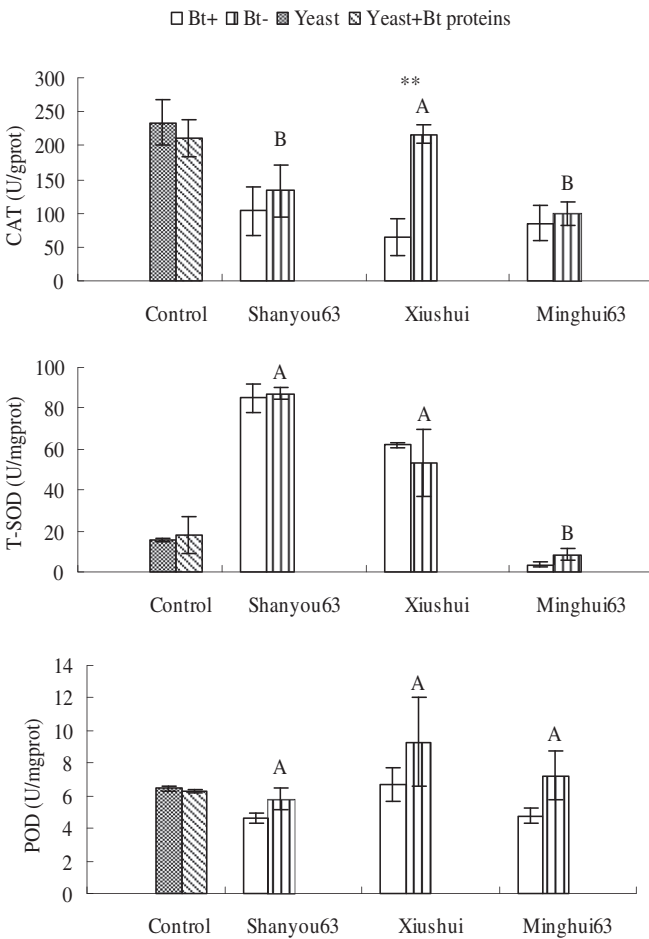 Bt+ Bt- Yeast Yeast+Bt proteins
CAT (U/gprot)
300
250
200
150
100
50
0
B
**
A
B
Control Shanyou63 Xiushui Minghui63
T-SOD (U/mgprot)
100
80
60
40
20
0
A
A
B
Control Shanyou63 Xiushui Minghui63
POD (U/mgprot)
14
12
10
8
6
4
2
0
A
A
A
Control Shanyou63 Xiushui Minghui63